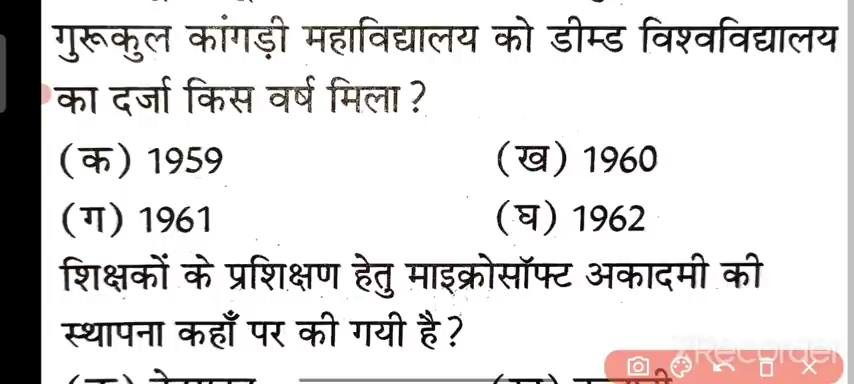 गुरूकुल कांगड़ी महाविद्यालय को डीम्ड विश्वविद्यालय
का दर्जा किस वर्ष मिला ?
(क) 1959 (ख) 1960
(ग) 1961 (घ) 1962
शिक्षकों के प्रशिक्षण हेतु माइक्रोसॉफ्ट अकादमी की
स्थापना कहाँ पर की गयी है ?